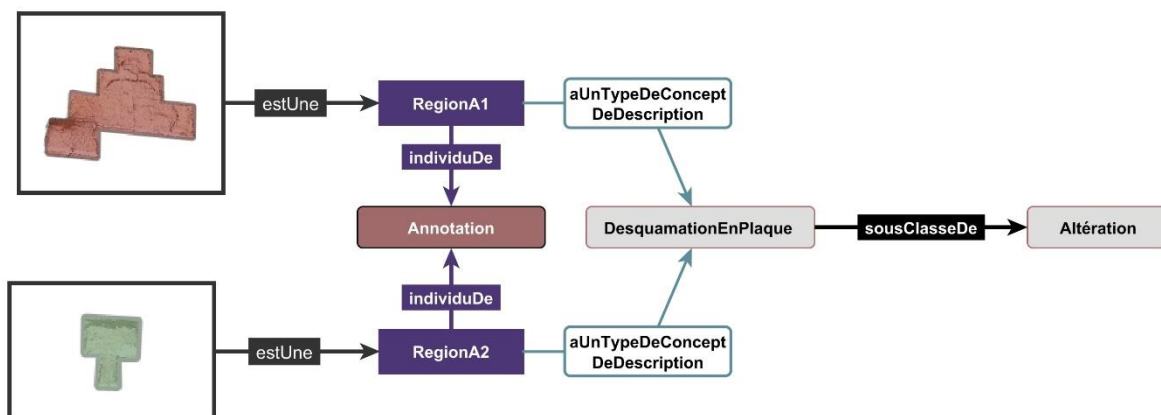 estUne
RegionA1
aUnTypeDeConcept
DeDescription
individuDe
Annotation
DesquamationEnPlaque
sousClasseDe
Altération
individuDe
estUne
RegionA2
aUnTypeDeConcept
DeDescription